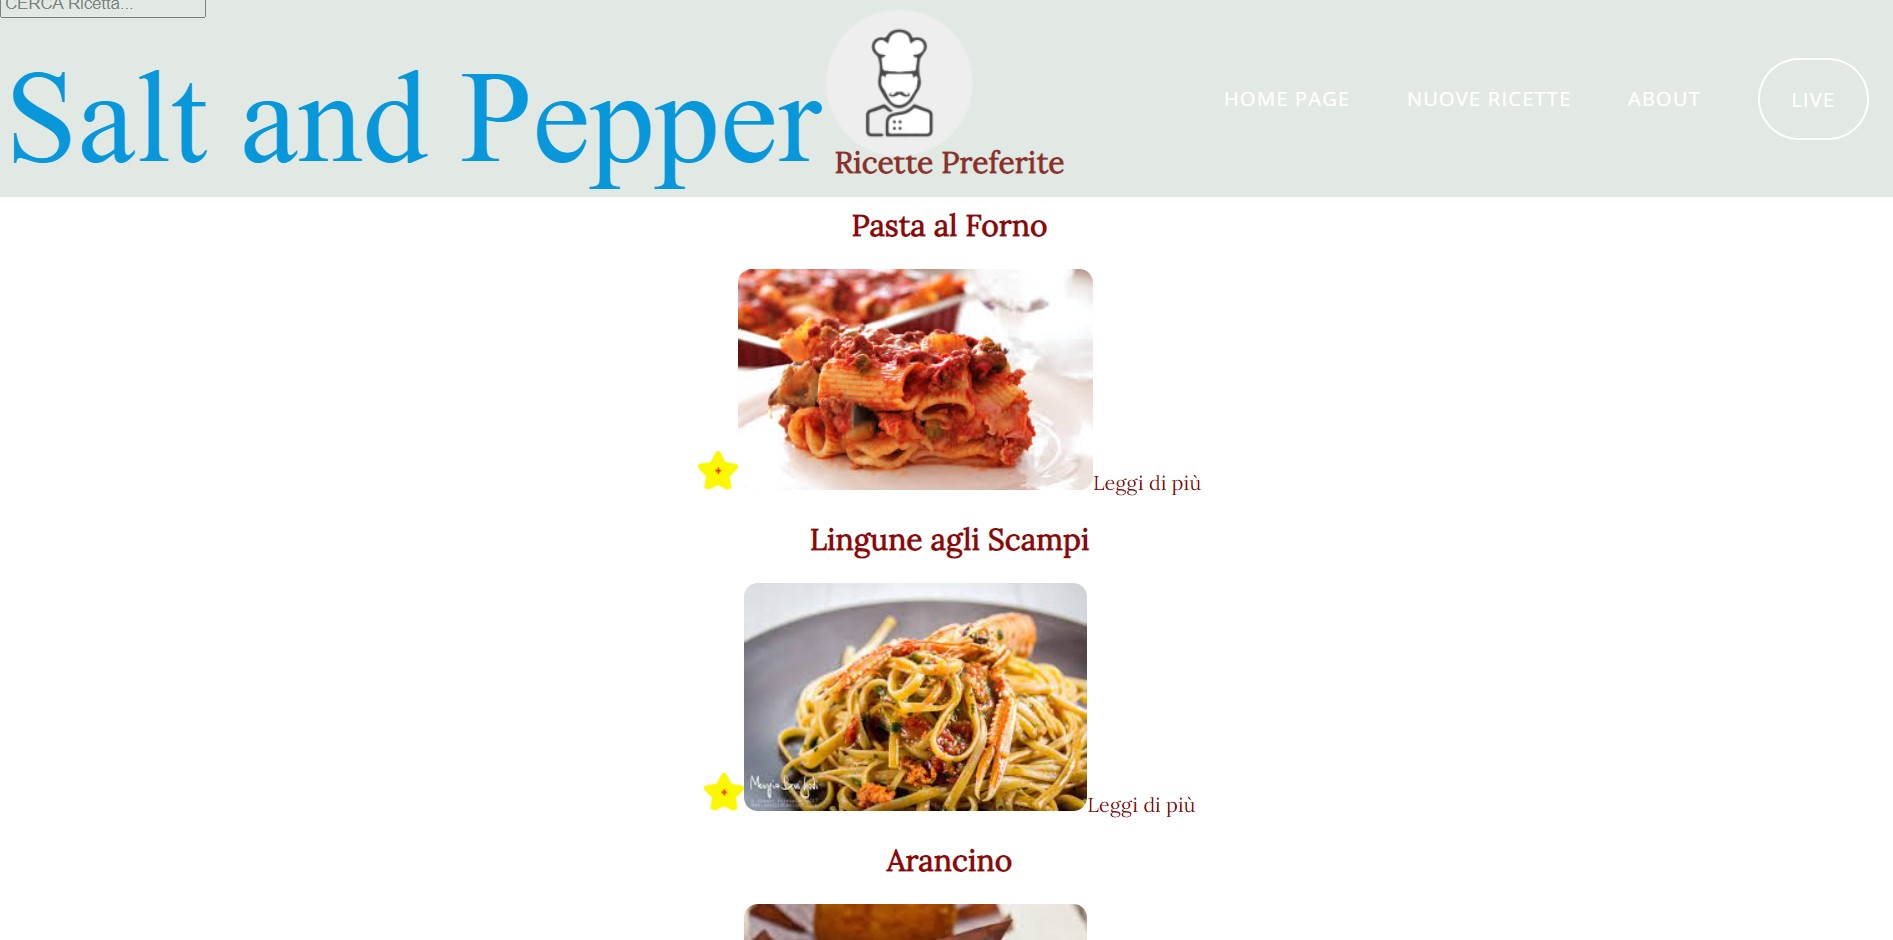 CERCA Ricetta...
Salt and Pepper
HOME PAGE
NUOVE RICETTE
ABOUT
LIVE
Ricette Preferite
Pasta al Forno
Leggi di più
Lingune agli Scampi
Leggi di più
Arancino